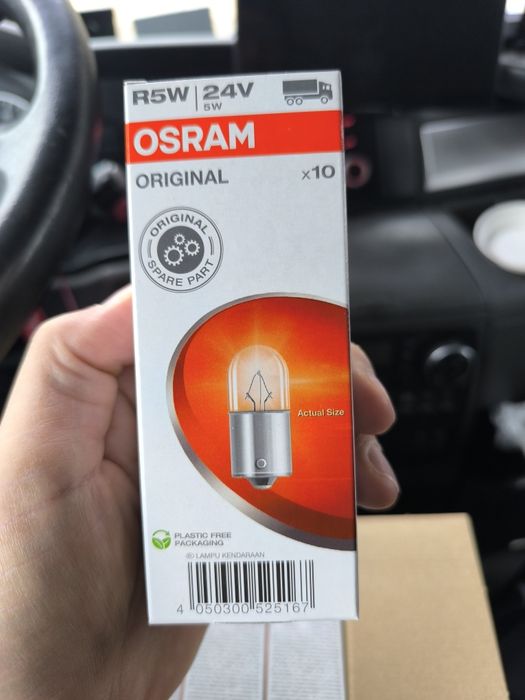 R5W 24V
5W
OSRAM
ORIGINAL x10
ORIGINAL
SPARE PART
Actual Size
PLASTIC FREE
PACKAGING
LAMPU KENDARAAN
4 050300 525167